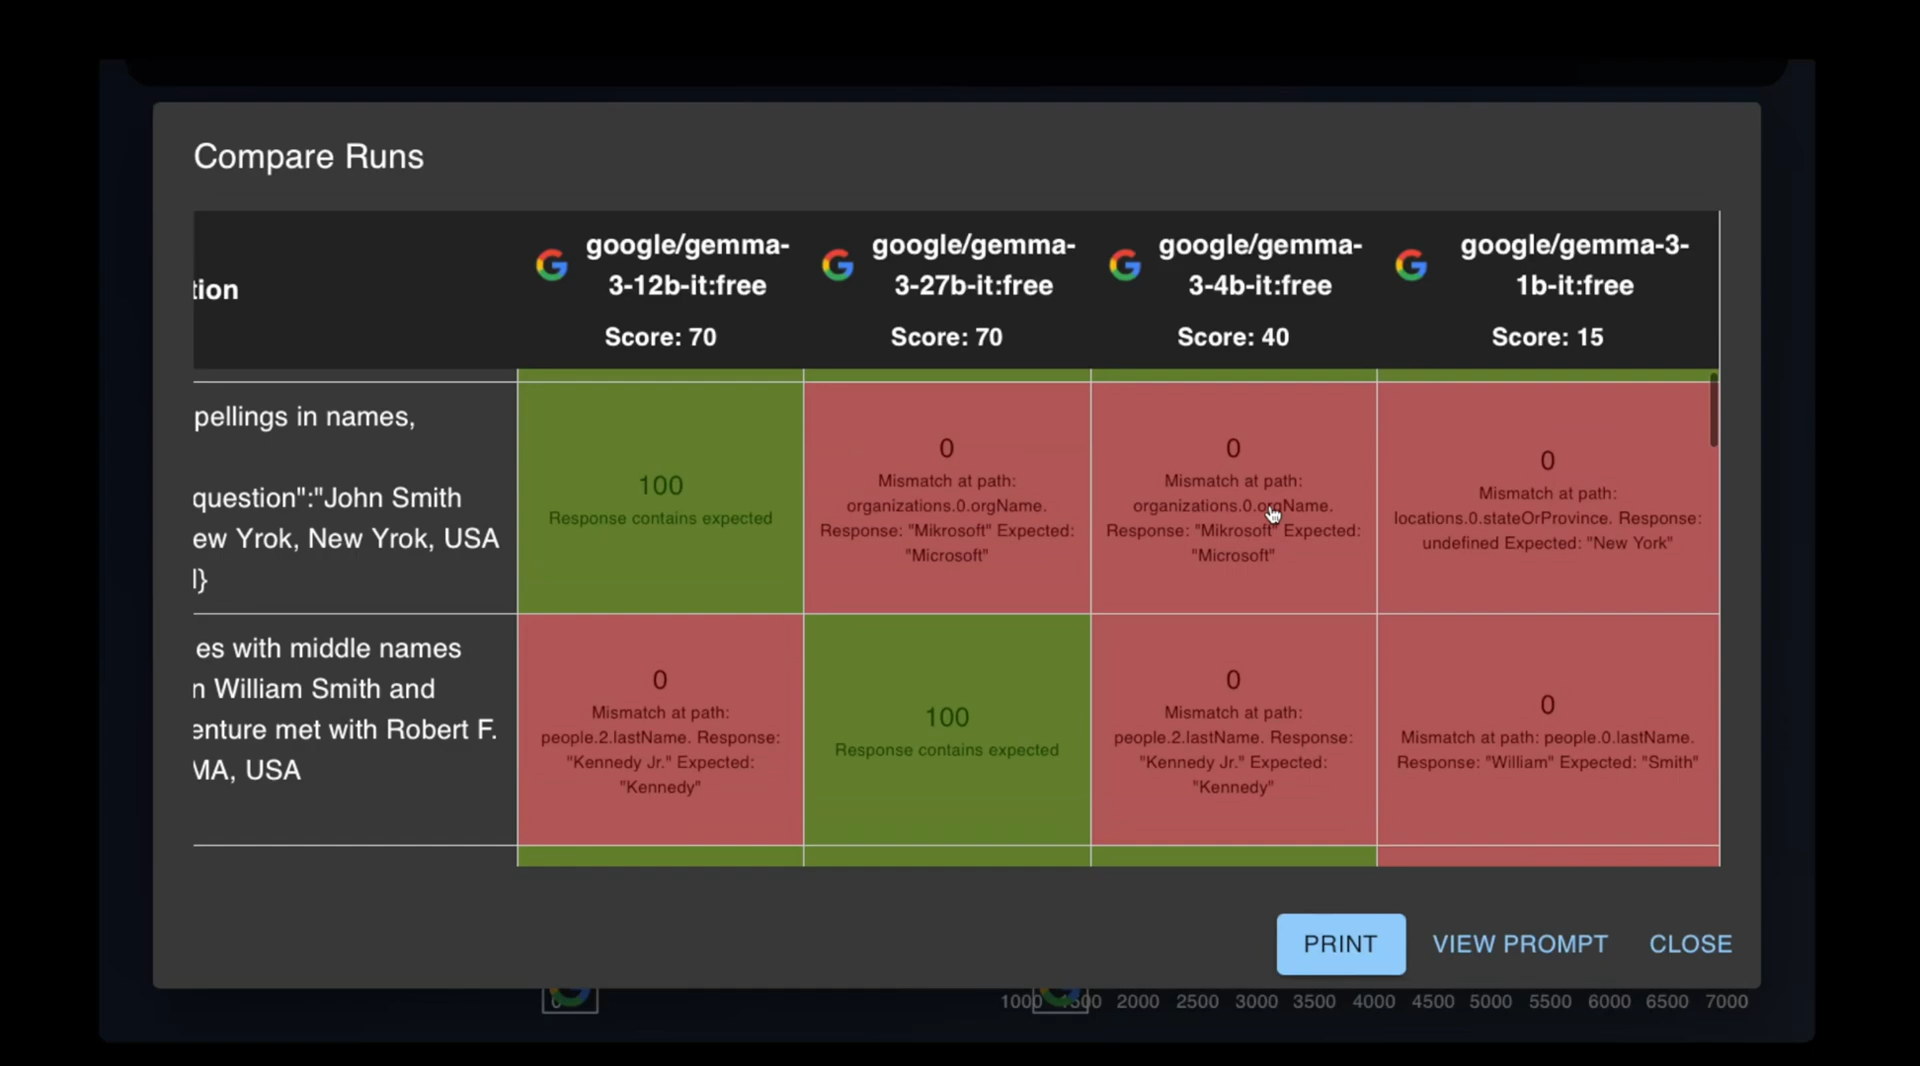 Compare Runs
tion
google/gemma-
3-12b-it:free
Score: 70
google/gemma-
3-27b-it:free
Score: 70
google/gemma-
3-4b-it:free
Score: 40
google/gemma-3-
1b-it:free
Score: 15
pellings in names,
question":"John Smith
ew Yrok, New Yrok, USA
l}
100
Response contains expected
0
Mismatch at path:
organizations.0.orgName.
Response: "Mikrosoft" Expected:
"Microsoft"
0
Mismatch at path:
organizations.0.orgName.
Response: "Mikrosoft" Expected:
"Microsoft"
0
Mismatch at path:
locations.0.stateOrProvince. Response:
undefined Expected: "New York"
es with middle names
n William Smith and
enture met with Robert F.
MA, USA
0
Mismatch at path:
people.2.lastName. Response:
"Kennedy Jr." Expected:
"Kennedy"
100
Response contains expected
0
Mismatch at path:
people.2.lastName. Response:
"Kennedy Jr." Expected:
"Kennedy"
0
Mismatch at path: people.0.lastName.
Response: "William" Expected: "Smith"
PRINT
VIEW PROMPT
CLOSE
0 1000 1500 2000 2500 3000 3500 4000 4500 5000 5500 6000 6500 7000